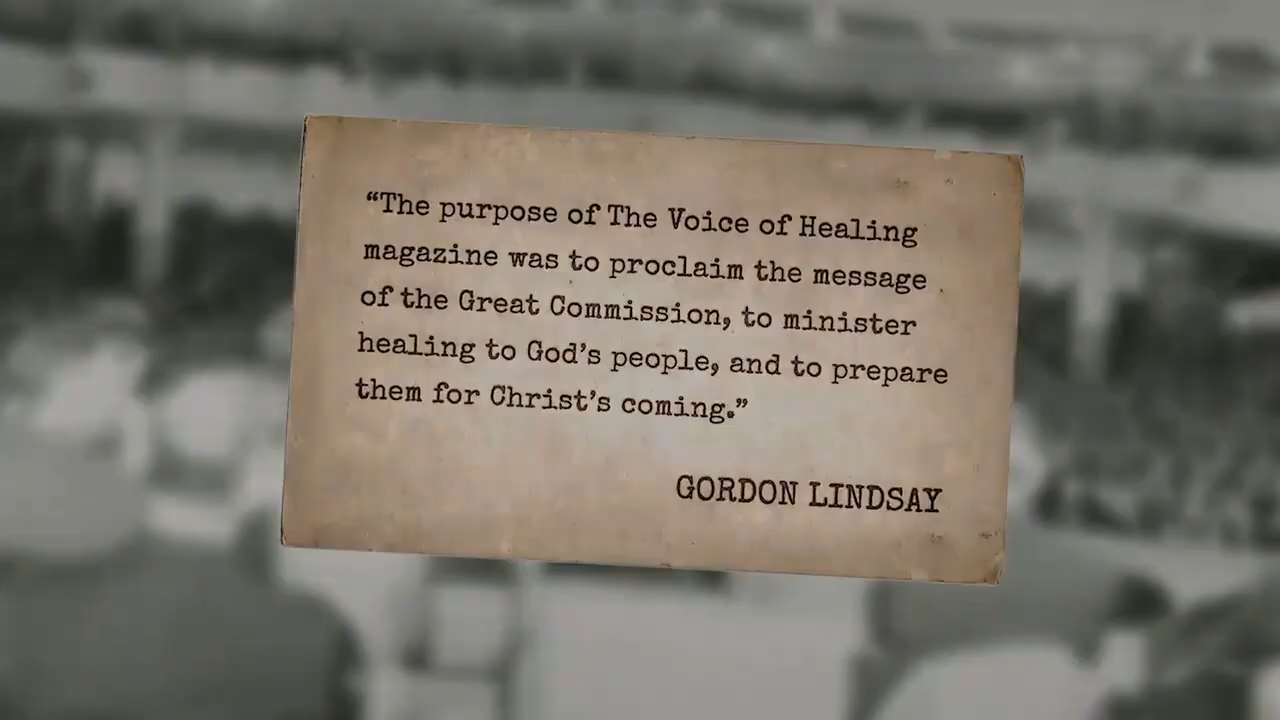 “The purpose of The Voice of Healing
magazine was to proclaim the message
of the Great Commission, to minister
healing to God’s people, and to prepare
them for Christ’s coming.”
GORDON LINDSAY